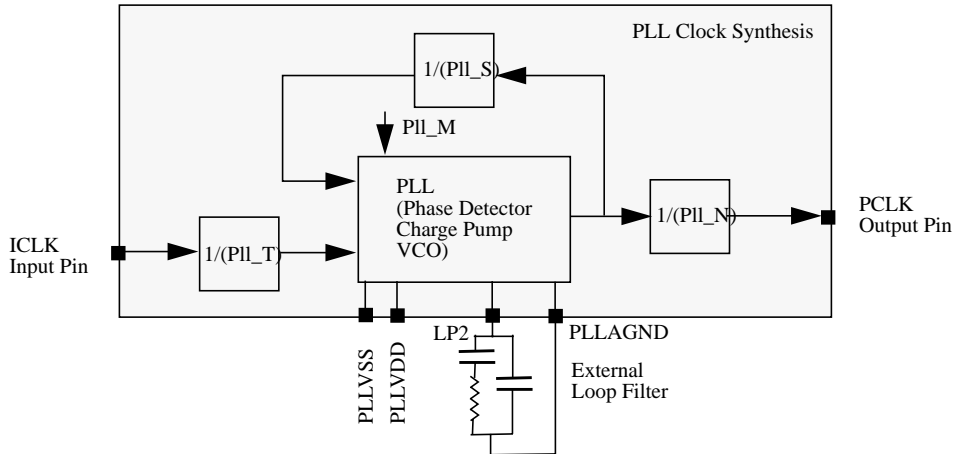 PLL Clock Synthesis
1/(Pll_S)
Pll_M
PLL
(Phase Detector
Charge Pump
VCO)
1/(Pll_N)
PCLK
Output Pin
ICLK
Input Pin
1/(Pll_T)
PLLVSS
PLLVDD
LP2
PLLAGND
External
Loop Filter